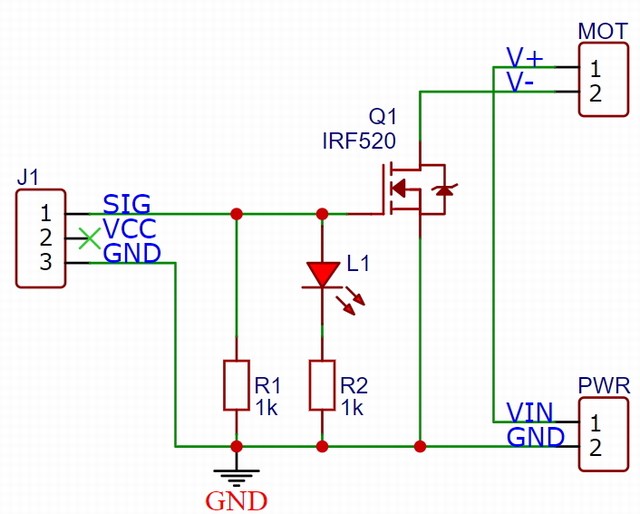 MOT
V+
1
V-
2
Q1
IRF520
J1
1
SIG
2
VCC
3
GND
L1
R1
1k
R2
1k
PWR
VIN
1
GND
2
GND